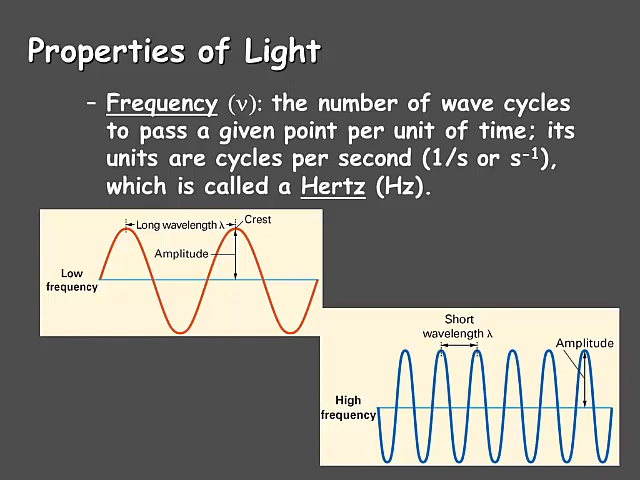 Properties of Light
– Frequency (ν): the number of wave cycles
to pass a given point per unit of time; its
units are cycles per second (1/s or s⁻¹),
which is called a Hertz (Hz).
Long wavelength λ
Crest
Amplitude
Low
frequency
Short
wavelength λ
Amplitude
High
frequency